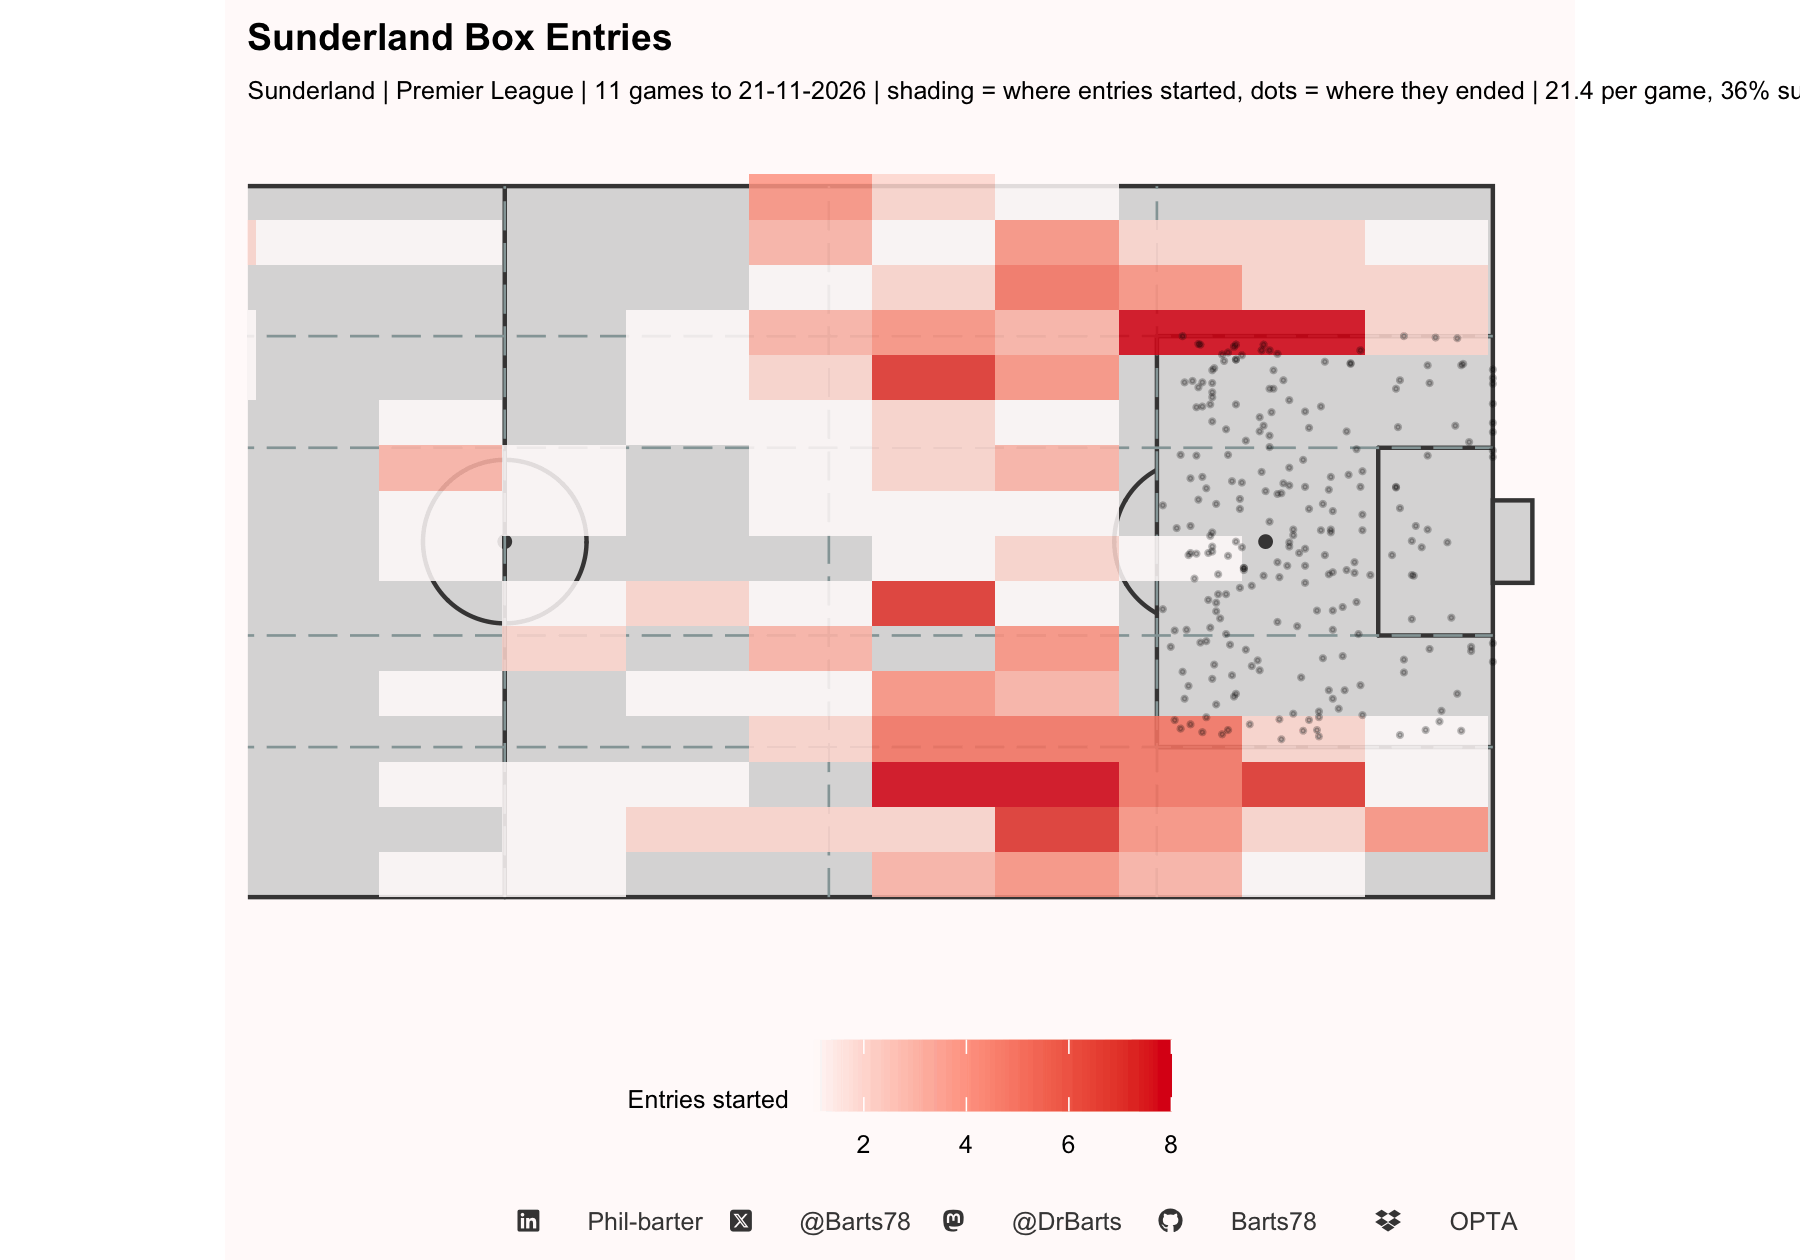 Sunderland Box Entries
Sunderland | Premier League | 11 games to 21-11-2026 | shading = where entries started, dots = where they ended | 21.4 per game, 36% su
Entries started
2 4 6 8
Phil-barter @Barts78 @DrBarts Barts78 OPTA